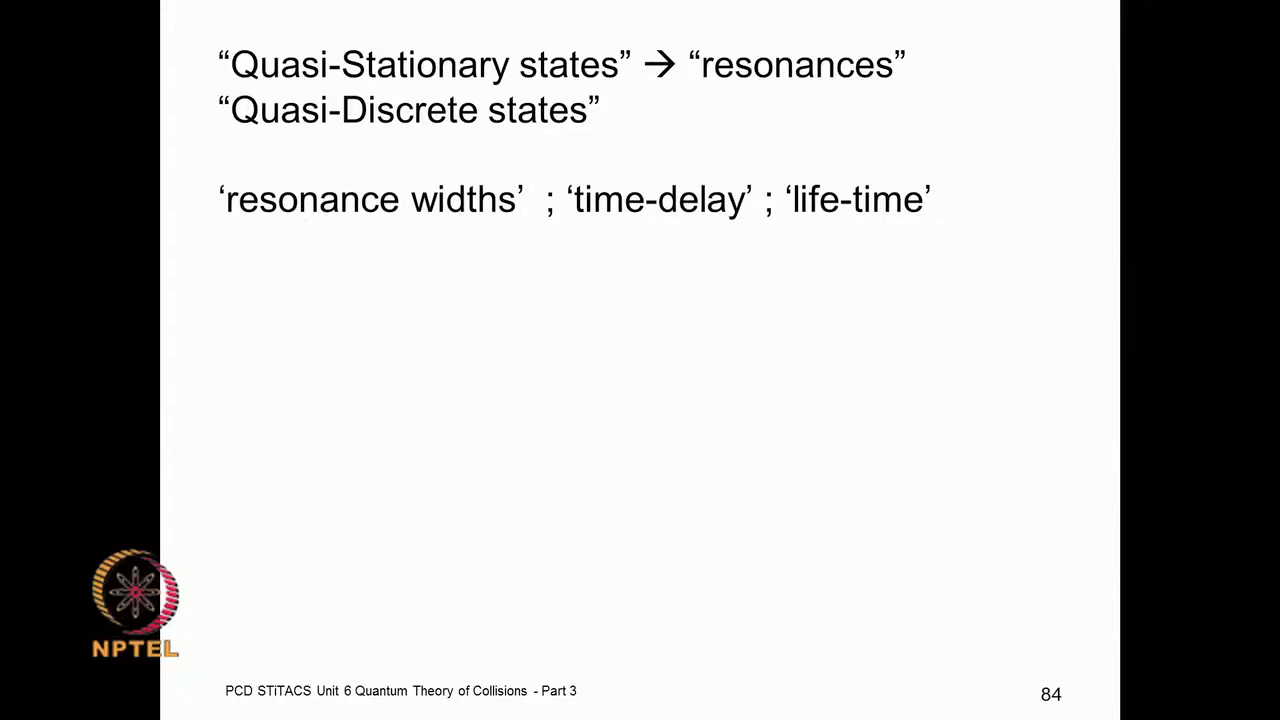 “Quasi-Stationary states” → “resonances”
“Quasi-Discrete states”
‘resonance widths’ ; ‘time-delay’ ; ‘life-time’
NPTEL
PCD STiTACS Unit 6 Quantum Theory of Collisions - Part 3
84